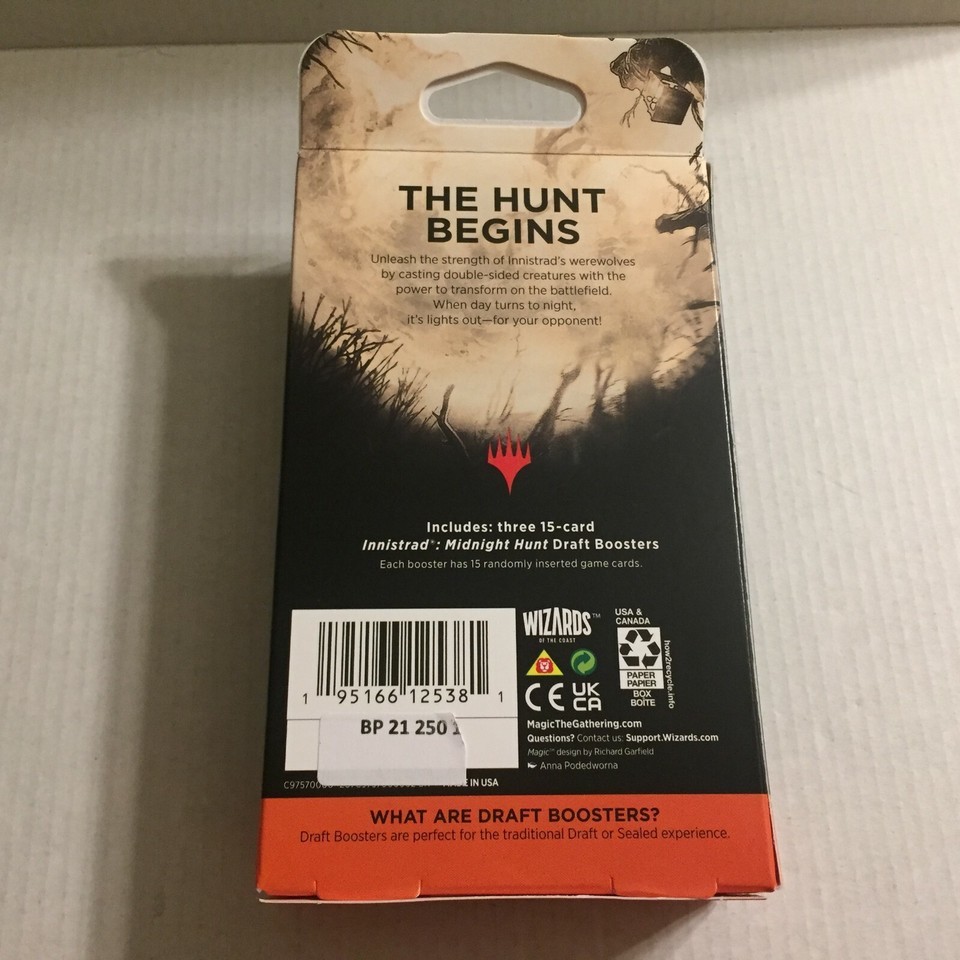 THE HUNT
BEGINS
Unleash the strength of Innistrad's werewolves
by casting double-sided creatures with the
power to transform on the battlefield.
When day turns to night,
it's lights out—for your opponent!
Includes: three 15-card
Innistrad®: Midnight Hunt Draft Boosters
Each booster has 15 randomly inserted game cards.
1 95166 12538 1
BP 21 250
WIZARDS™
OF THE COAST
CE
UK
CA
USA &
CANADA
PAPER
PAPIER
BOX
BOÎTE
how2recycle.info
MagicTheGathering.com
Questions? Contact us: Support.Wizards.com
Magic™ design by Richard Garfield
Anna Podedworna
IN USA
WHAT ARE DRAFT BOOSTERS?
Draft Boosters are perfect for the traditional Draft or Sealed experience.